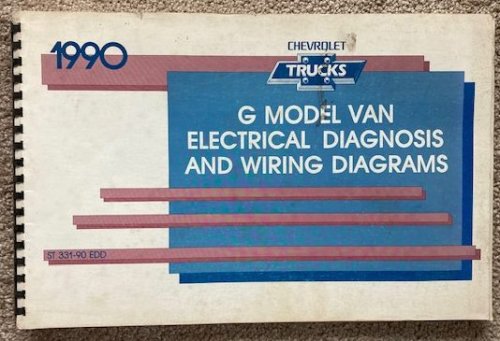 1990
CHEVROLET
TRUCKS
G MODEL VAN
ELECTRICAL DIAGNOSIS
AND WIRING DIAGRAMS
ST 331-90 EDD